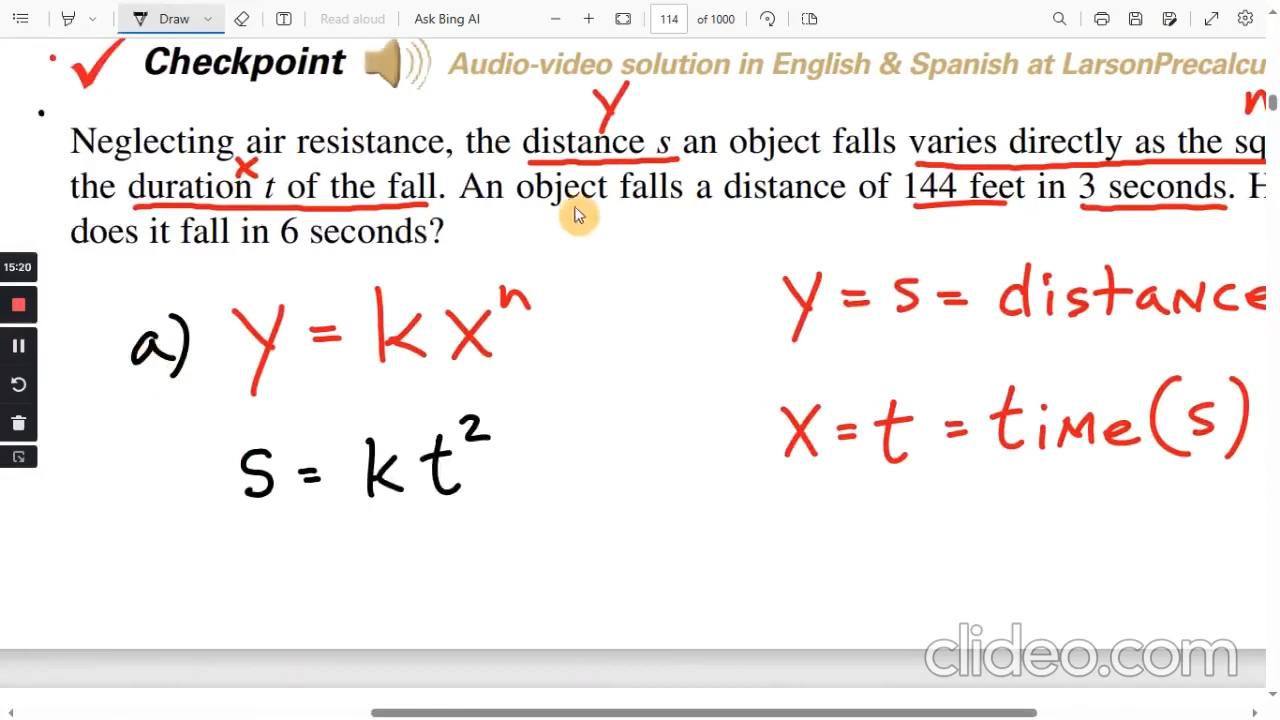 Draw Read aloud Ask Bing AI 114 of 1000
Checkpoint Audio-video solution in English & Spanish at LarsonPrecalcu
y n
Neglecting air resistance, the distance s an object falls varies directly as the sq
x
the duration t of the fall. An object falls a distance of 144 feet in 3 seconds. H
does it fall in 6 seconds?
15:20
a) y = k x^n
y = s = distance
s = k t^2
x = t = time (s)
clideo.com